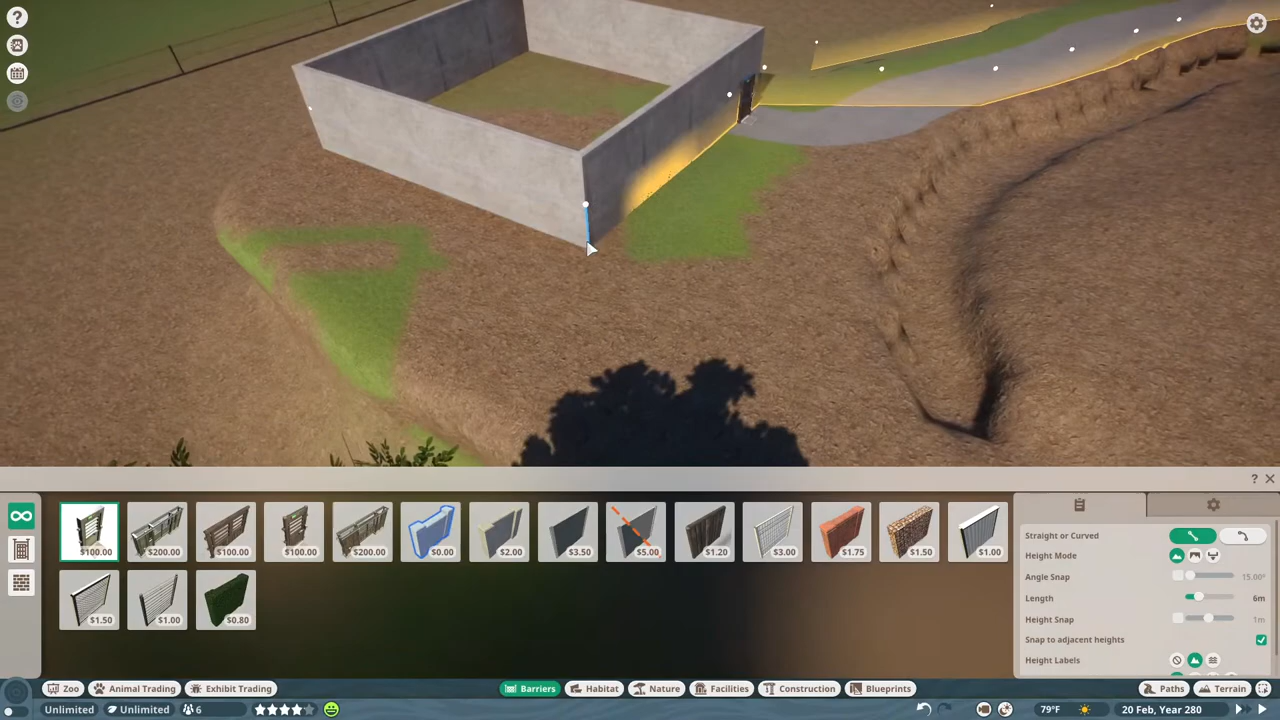 ?
? ×
$100.00 $200.00 $100.00 $100.00 $200.00 $0.00 $2.00 $3.50 $5.00 $1.20 $3.00 $1.75 $1.50 $1.00
$1.50 $1.00 $0.80
Straight or Curved
Height Mode
Angle Snap 15.00°
Length 6m
Height Snap 1m
Snap to adjacent heights
Height Labels
Zoo Animal Trading Exhibit Trading Barriers Habitat Nature Facilities Construction Blueprints Paths Terrain
Unlimited Unlimited 6 79°F 20 Feb, Year 280